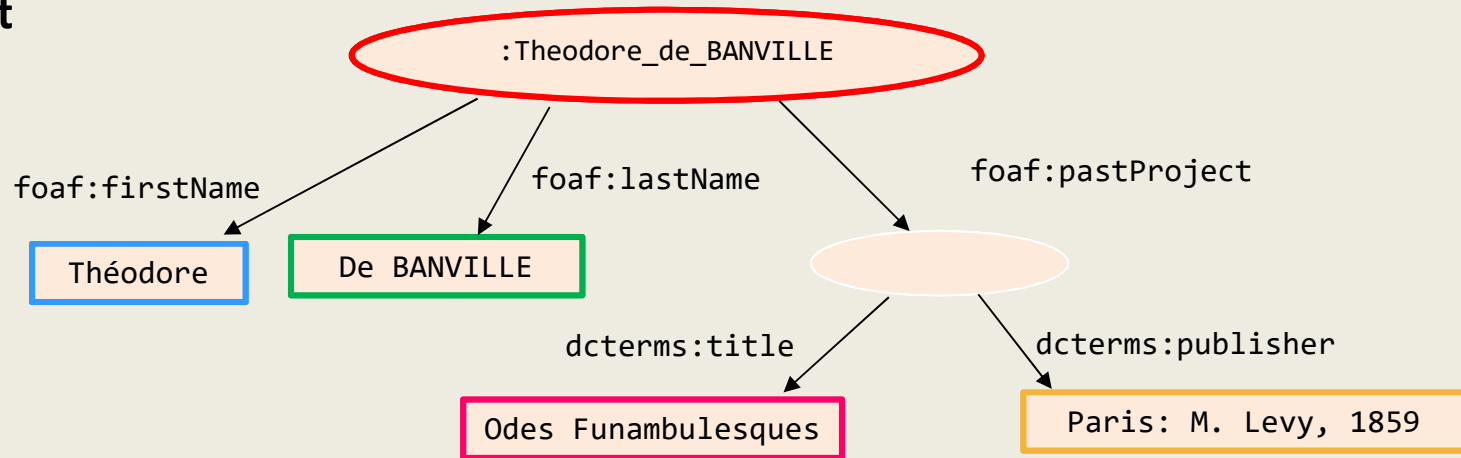 t
:Theodore_de_BANVILLE
foaf:firstName
foaf:lastName
foaf:pastProject
Théodore
De BANVILLE
dcterms:title
dcterms:publisher
Odes Funambulesques
Paris: M. Levy, 1859